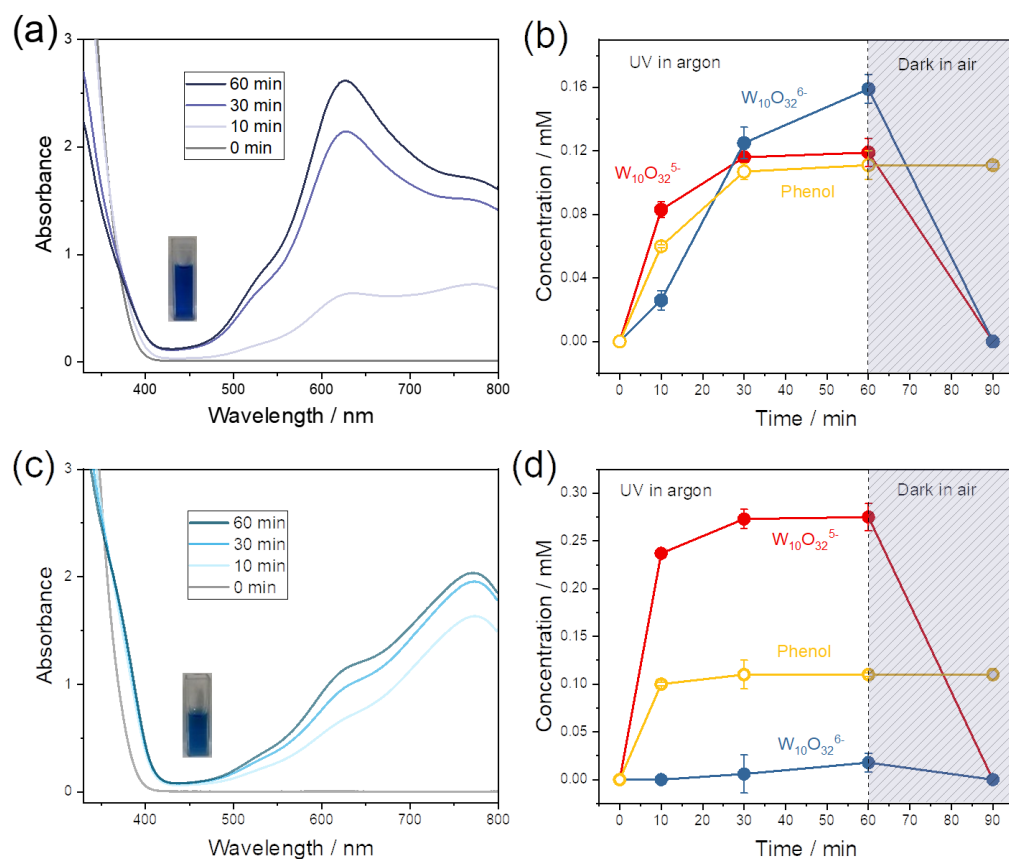 (a)
3
2
1
0
Absorbance
60 min
30 min
10 min
0 min
400
500
600
700
800
Wavelength / nm
(b)
UV in argon
Dark in air
W₁₀O₃₂⁶⁻
W₁₀O₃₂⁵⁻
Phenol
0.16
0.12
0.08
0.04
0.00
Concentration / mM
0 10 20 30 40 50 60 70 80 90
Time / min
(c)
3
2
1
0
Absorbance
60 min
30 min
10 min
0 min
400
500
600
700
800
Wavelength / nm
(d)
UV in argon
Dark in air
W₁₀O₃₂⁵⁻
Phenol
W₁₀O₃₂⁶⁻
0.30
0.25
0.20
0.15
0.10
0.05
0.00
Concentration / mM
0 10 20 30 40 50 60 70 80 90
Time / min